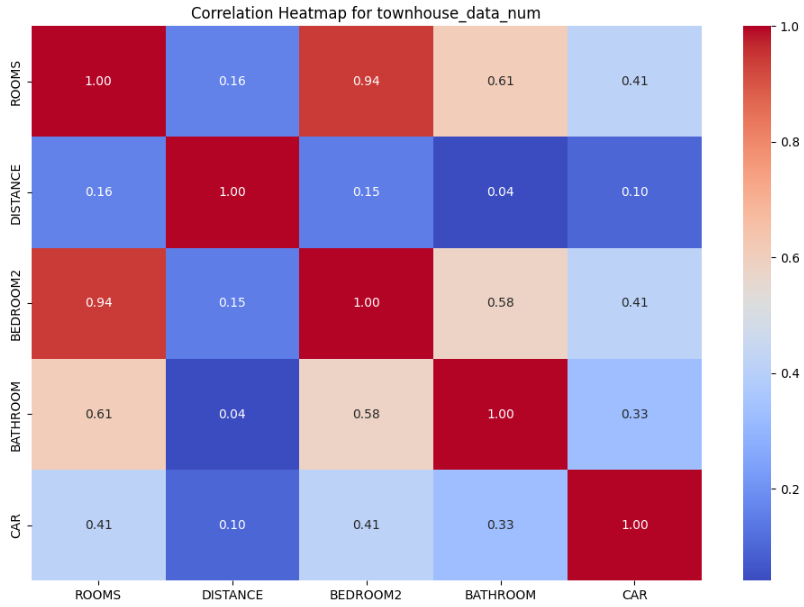 Correlation Heatmap for townhouse_data_num
ROOMS 1.00 0.16 0.94 0.61 0.41
DISTANCE 0.16 1.00 0.15 0.04 0.10
BEDROOM2 0.94 0.15 1.00 0.58 0.41
BATHROOM 0.61 0.04 0.58 1.00 0.33
CAR 0.41 0.10 0.41 0.33 1.00
ROOMS DISTANCE BEDROOM2 BATHROOM CAR
1.0
0.8
0.6
0.4
0.2